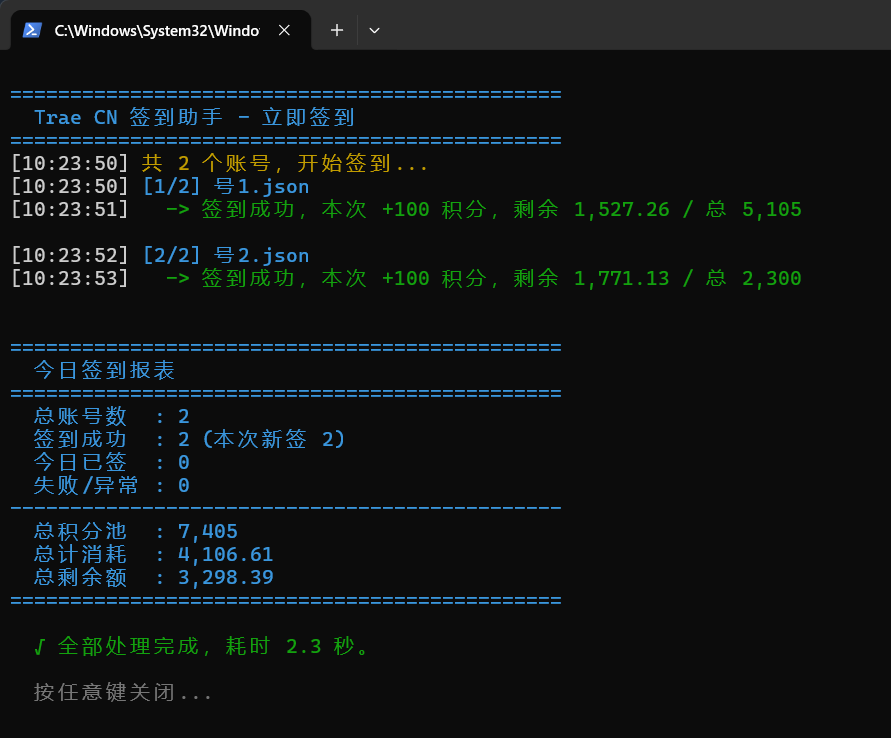 C:\Windows\System32\Windo
==============================================
Trae CN 签到助手 - 立即签到
==============================================
[10:23:50] 共 2 个账号, 开始签到...
[10:23:50] [1/2] 号1.json
[10:23:51]   -> 签到成功, 本次 +100 积分, 剩余 1,527.26 / 总 5,105
[10:23:52] [2/2] 号2.json
[10:23:53]   -> 签到成功, 本次 +100 积分, 剩余 1,771.13 / 总 2,300
==============================================
今日签到报表
==============================================
总账号数  : 2
签到成功  : 2 (本次新签 2)
今日已签  : 0
失败/异常 : 0
----------------------------------------------
总积分池  : 7,405
总计消耗  : 4,106.61
总剩余额  : 3,298.39
==============================================
√ 全部处理完成, 耗时 2.3 秒。
按任意键关闭...